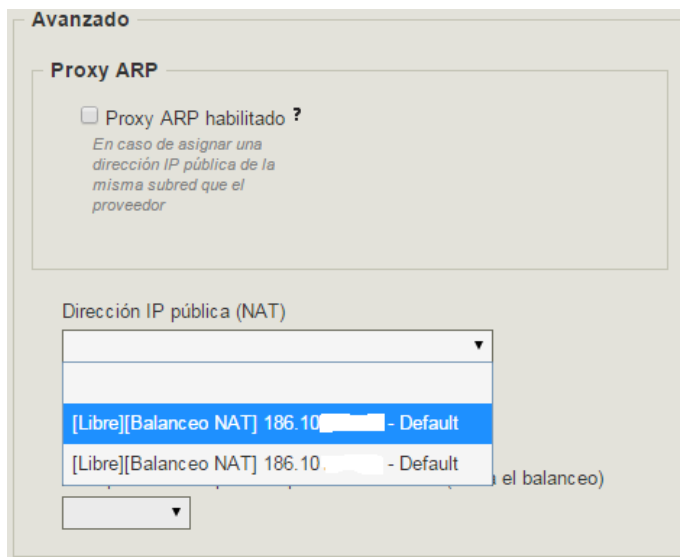 Avanzado
Proxy ARP
Proxy ARP habilitado ?
En caso de asignar una
dirección IP pública de la
misma subred que el
proveedor
Dirección IP pública (NAT)
[Libre][Balanceo NAT] 186.10 - Default
[Libre][Balanceo NAT] 186.10. - Default
el balanceo)